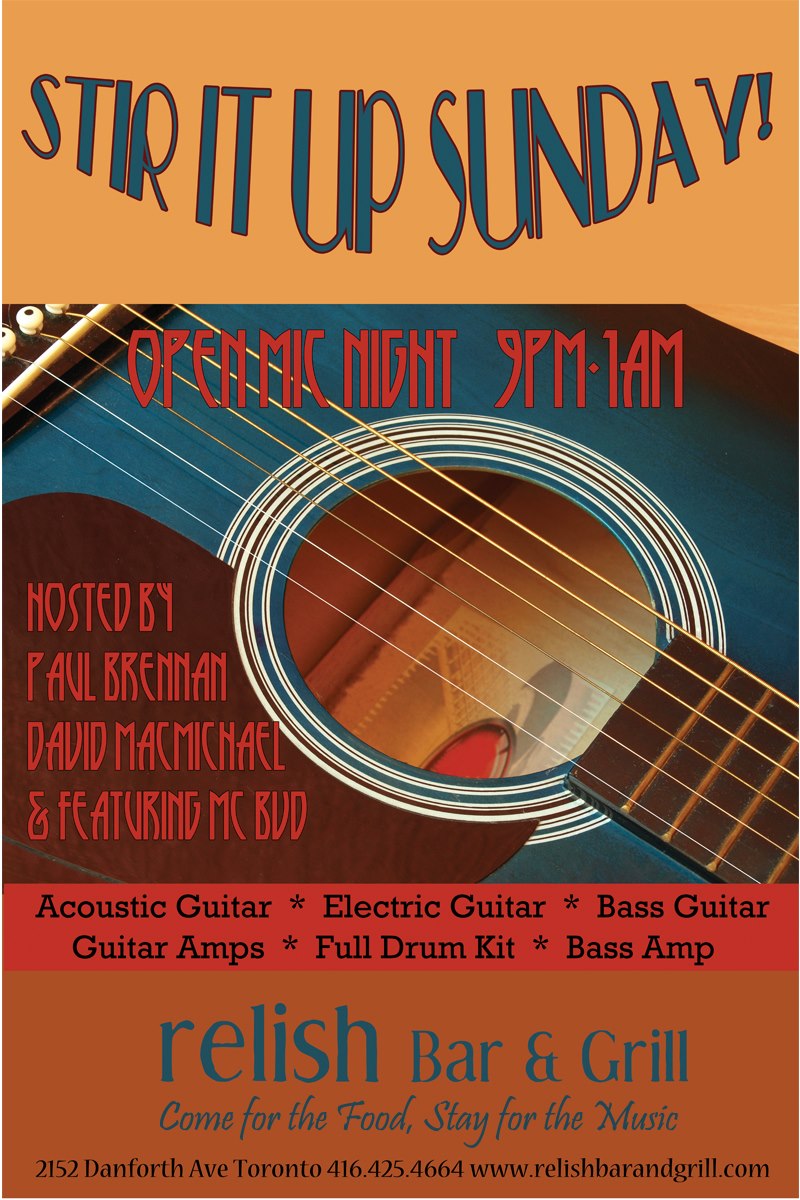 STIR IT UP SUNDAY!
OPEN MIC NIGHT 9PM·1AM
HOSTED BY
PAUL BRENNAN
DAVID MACMICHAEL
& FEATURING MC BUD
Acoustic Guitar * Electric Guitar * Bass Guitar
Guitar Amps * Full Drum Kit * Bass Amp
relish Bar & Grill
Come for the Food, Stay for the Music
2152 Danforth Ave Toronto 416.425.4664 www.relishbarandgrill.com